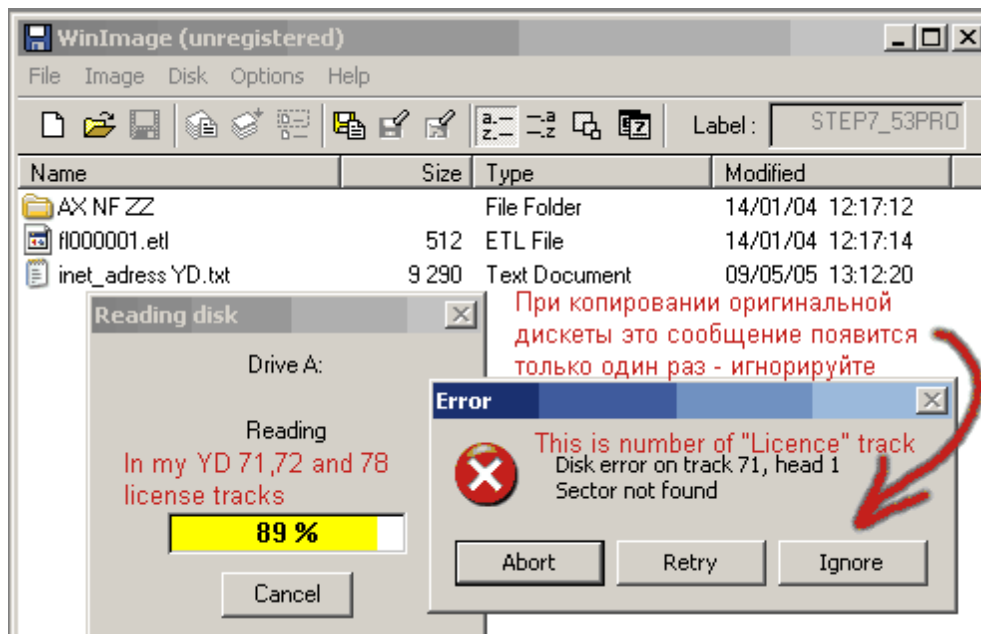 WinImage (unregistered)
File Image Disk Options Help
Label : STEP7_53PRO
Name Size Type Modified
AX NF ZZ File Folder 14/01/04 12:17:12
fl000001.etl 512 ETL File 14/01/04 12:17:14
inet_adress YD.txt 9 290 Text Document 09/05/05 13:12:20
При копировании оригинальной
дискеты это сообщение появится
только один раз - игнорируйте
Reading disk
Drive A:
Reading
In my YD 71,72 and 78
license tracks
89 %
Cancel
Error
This is number of "Licence" track
Disk error on track 71, head 1
Sector not found
Abort Retry Ignore